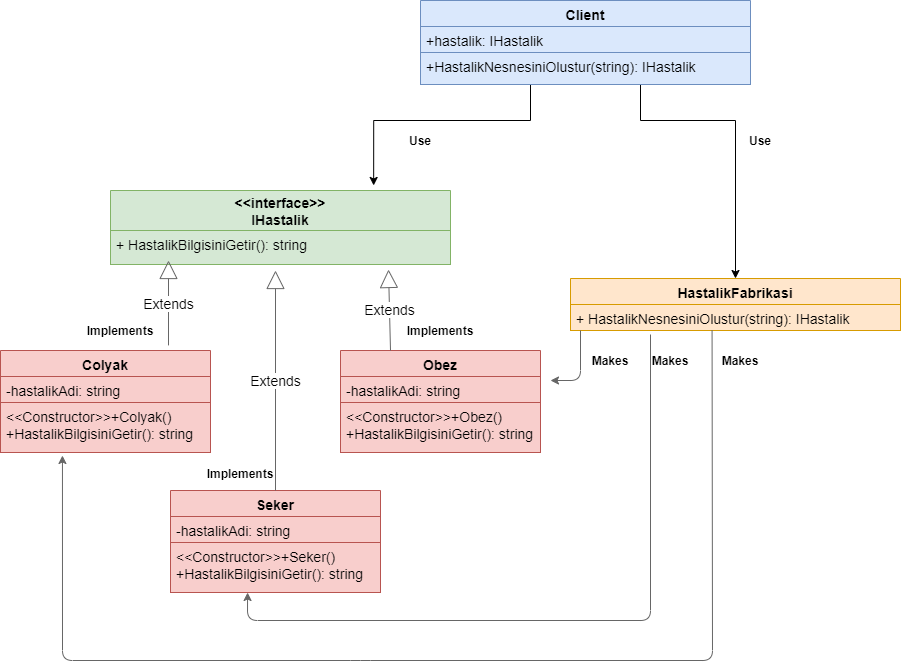 Client
+hastalik: IHastalik
+HastalikNesnesiniOlustur(string): IHastalik
Use
Use
<<interface>>
IHastalik
+ HastalikBilgisiniGetir(): string
HastalikFabrikasi
+ HastalikNesnesiniOlustur(string): IHastalik
Extends
Extends
Implements
Implements
Makes
Makes
Makes
Colyak
-hastalikAdi: string
<<Constructor>>+Colyak()
+HastalikBilgisiniGetir(): string
Extends
Obez
-hastalikAdi: string
<<Constructor>>+Obez()
+HastalikBilgisiniGetir(): string
Implements
Seker
-hastalikAdi: string
<<Constructor>>+Seker()
+HastalikBilgisiniGetir(): string